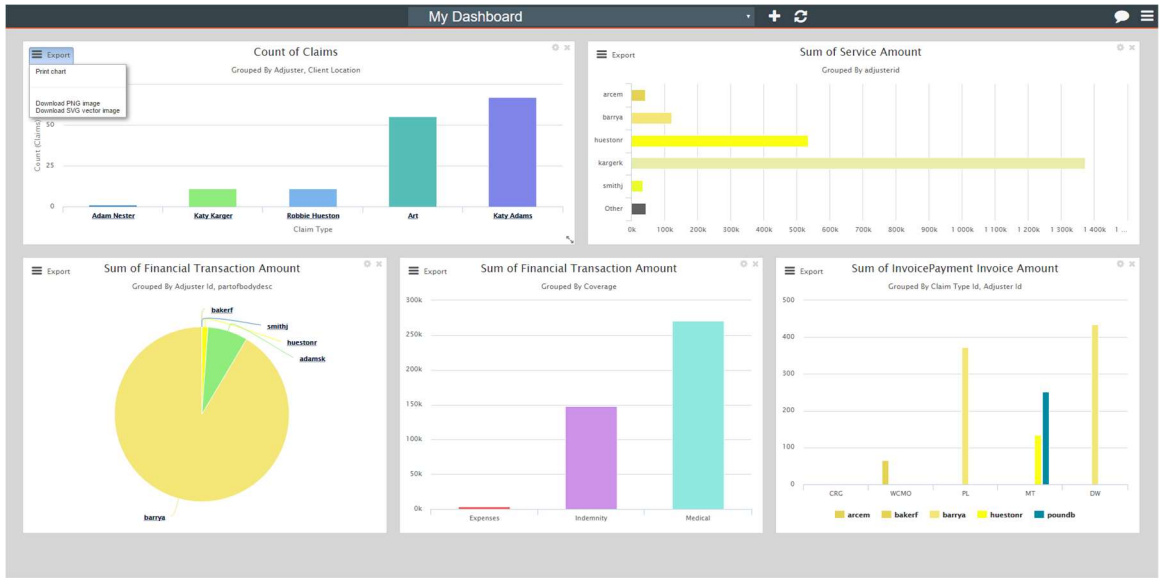 My Dashboard
Export
Print chart
Download PNG image
Download SVG vector image
Count of Claims
Grouped By Adjuster, Client Location
Count (Claims)
50
25
0
Adam Nester
Katy Karger
Robbie Hueston
Art
Katy Adams
Claim Type
Export
Sum of Service Amount
Grouped By adjusterid
arcem
barrya
huestonr
kargerk
smithj
Other
0k 100k 200k 300k 400k 500k 600k 700k 800k 900k 1 000k 1 100k 1 200k 1 300k 1 400k 1 ...
Export
Sum of Financial Transaction Amount
Grouped By Adjuster Id, partofbodydesc
bakerf
smithj
huestonr
adamsk
barrya
Export
Sum of Financial Transaction Amount
Grouped By Coverage
300k
250k
200k
150k
100k
50k
0k
Expenses Indemnity Medical
Export
Sum of InvoicePayment Invoice Amount
Grouped By Claim Type Id, Adjuster Id
500
400
300
200
100
0
CRG WCMO PL MT DW
arcem bakerf barrya huestonr poundb